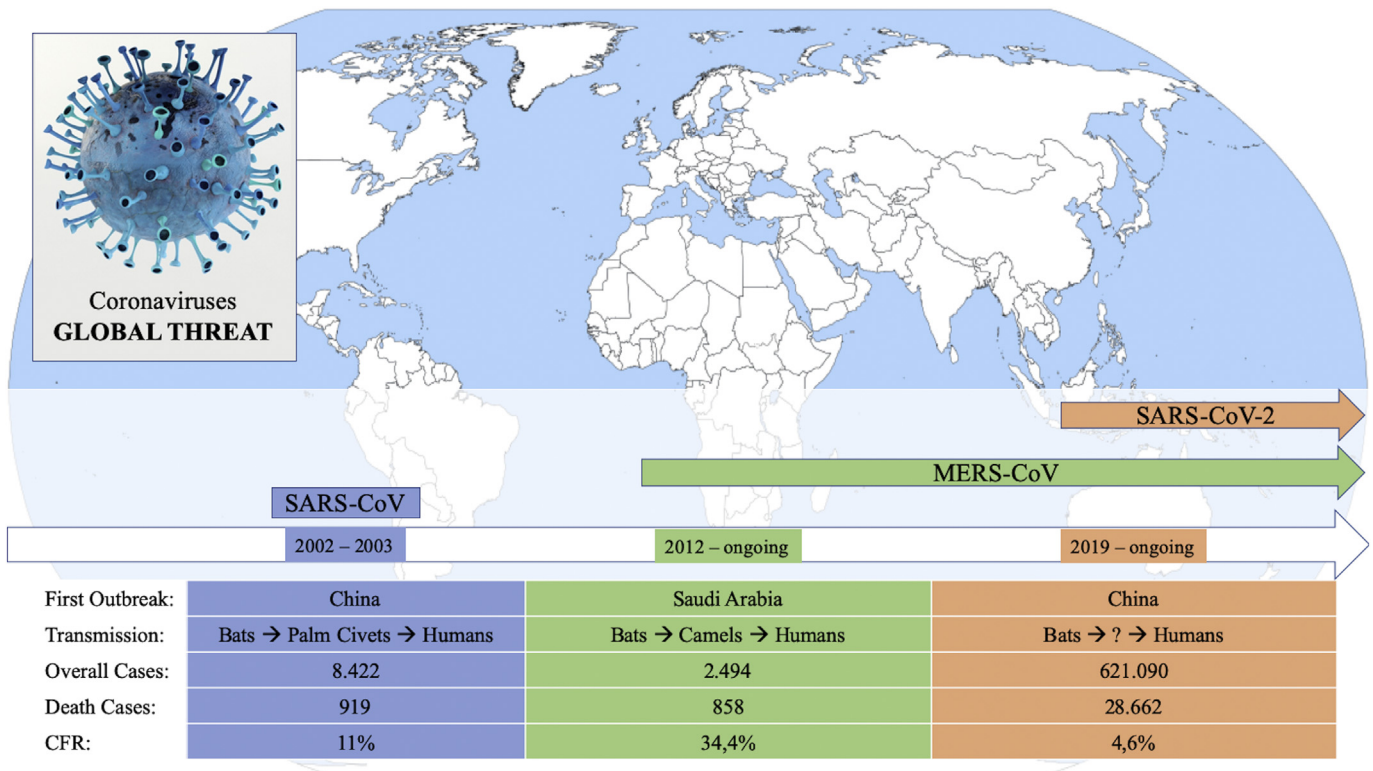 Coronaviruses
GLOBAL THREAT
SARS-CoV-2
MERS-CoV
SARS-CoV
2002 – 2003
2012 – ongoing
2019 – ongoing
First Outbreak: China Saudi Arabia China
Transmission: Bats → Palm Civets → Humans Bats → Camels → Humans Bats → ? → Humans
Overall Cases: 8.422 2.494 621.090
Death Cases: 919 858 28.662
CFR: 11% 34,4% 4,6%